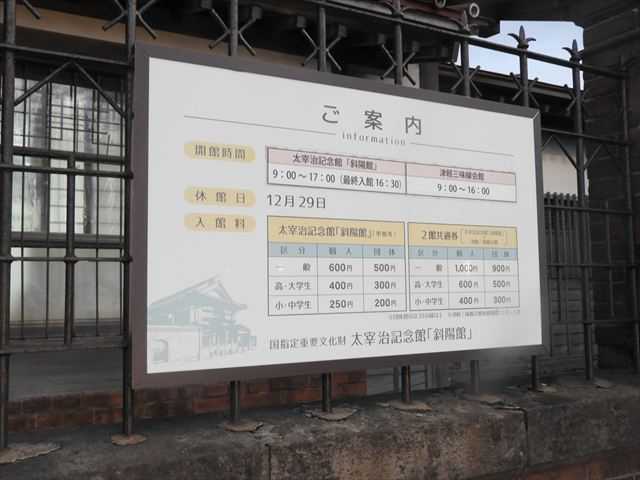 ご案内
information
開館時間
太宰治記念館「斜陽館」 津軽三味線会館
9：00〜17：00（最終入館16：30） 9：00〜16：00
休館日 12月29日
入館料
太宰治記念館「斜陽館」 2館共通券
区分 個人 団体 区分 個人 団体
一般 600円 500円 一般 1,000円 900円
高・大学生 400円 300円 高・大学生 600円 500円
小・中学生 250円 200円 小・中学生 400円 300円
国指定重要文化財 太宰治記念館「斜陽館」